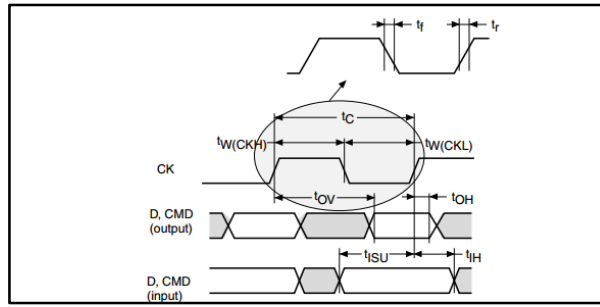 tf tr
tC
tW(CKH) tW(CKL)
CK
tOV tOH
D, CMD
(output)
tISU tIH
D, CMD
(input)